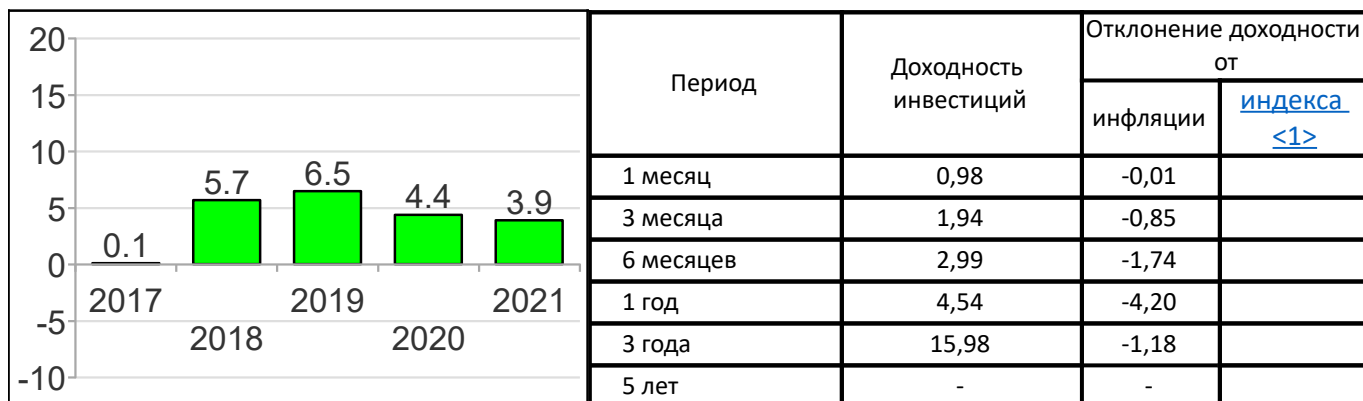 20
15
10
5
0
-5
-10
0.1
5.7
6.5
4.4
3.9
2017
2018
2019
2020
2021
Период
Доходность
инвестиций
Отклонение доходности
от
инфляции
индекса
<1>
1 месяц 0,98 -0,01
3 месяца 1,94 -0,85
6 месяцев 2,99 -1,74
1 год 4,54 -4,20
3 года 15,98 -1,18
5 лет - -